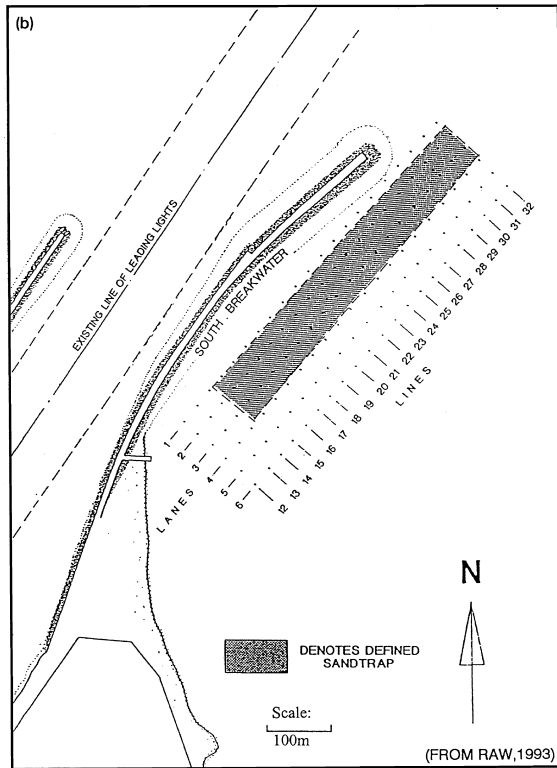 (b)
EXISTING LINE OF LEADING LIGHTS
SOUTH BREAKWATER
1
2
3
4
5
6
LANES
12
13
14
15
16
17
18
19
20
21
22
23
24
25
26
27
28
29
30
31
32
LINES
N
DENOTES DEFINED
SANDTRAP
Scale:
100m
(FROM RAW,1993)